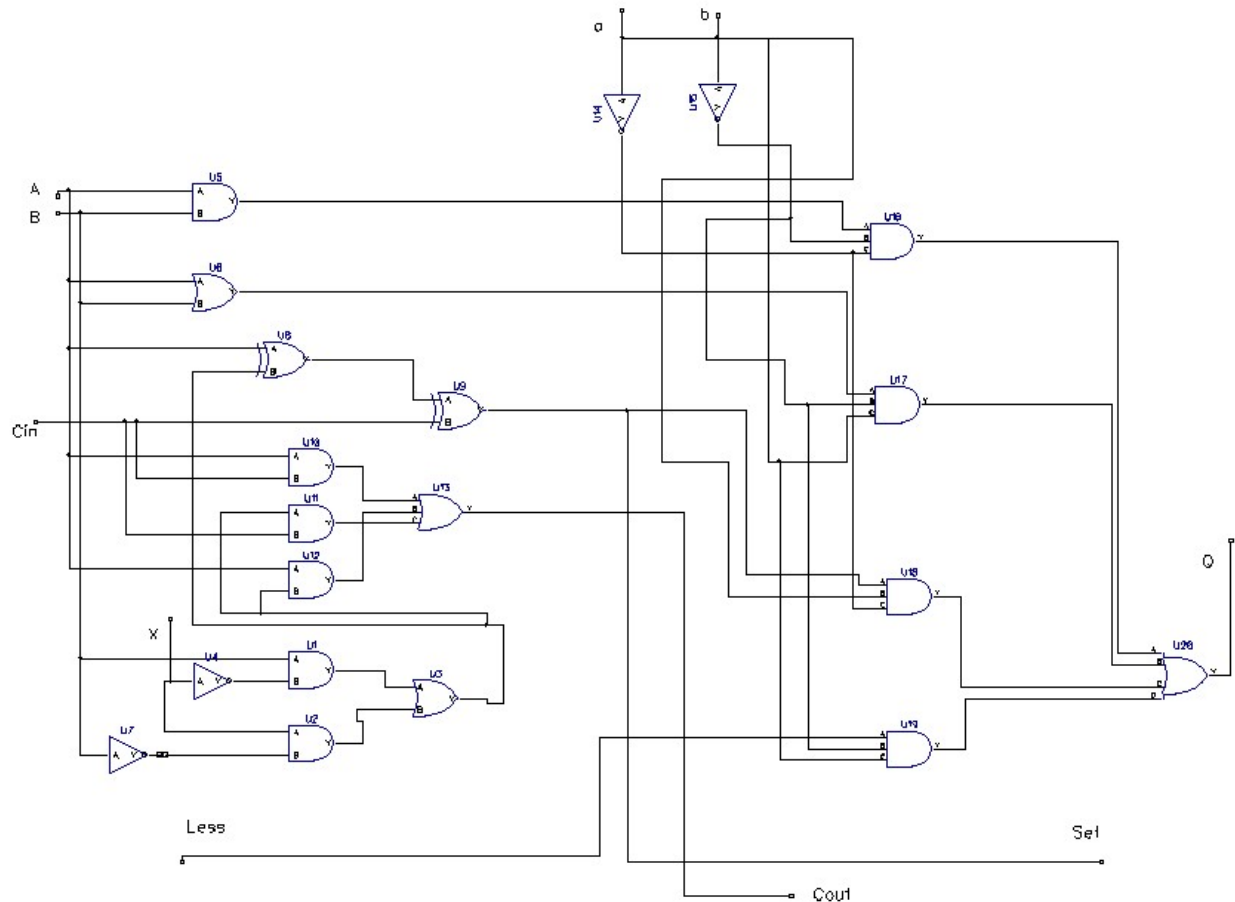 a
b
U14
U15
A
B
U5
A
B
Y
U16
A
B
C
Y
U6
A
B
Y
U8
A
B
Y
U9
A
B
Y
U17
A
B
C
Y
Cin
U10
A
B
Y
U11
A
B
Y
U12
A
B
Y
U13
A
B
C
Y
Q
U18
A
B
C
Y
X
U4
A
Y
U1
A
B
Y
U3
A
B
Y
U20
A
B
C
D
Y
U7
A
Y
U2
A
B
Y
U19
A
B
C
Y
Less
Set
Cout